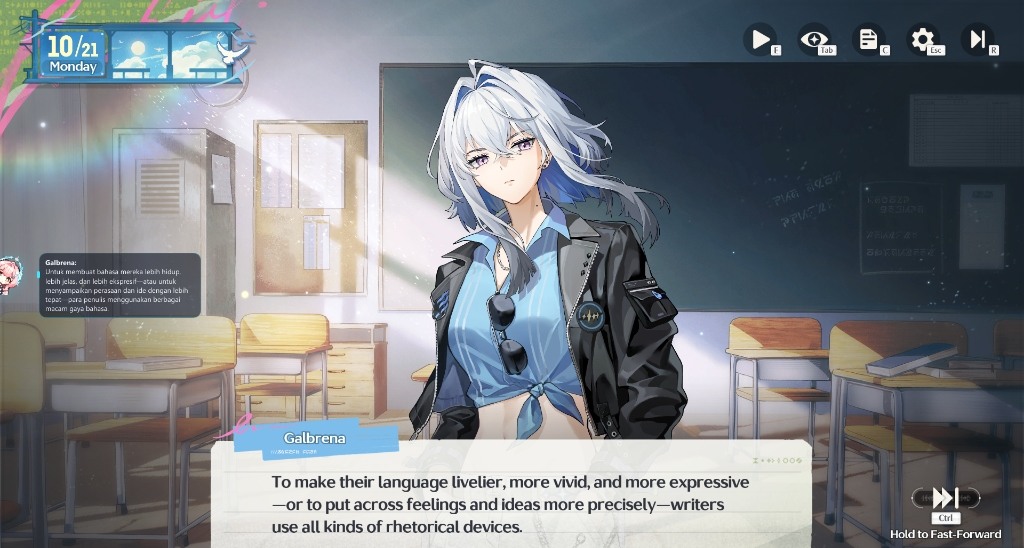 10/21
Monday
F
Tab
C
Esc
R
Galbrena:
Untuk membuat bahasa mereka lebih hidup,
lebih jelas, dan lebih ekspresif—atau untuk
menyampaikan perasaan dan ide dengan lebih
tepat—para penulis menggunakan berbagai
macam gaya bahasa.
Galbrena
To make their language livelier, more vivid, and more expressive
—or to put across feelings and ideas more precisely—writers
use all kinds of rhetorical devices.
Ctrl
Hold to Fast-Forward